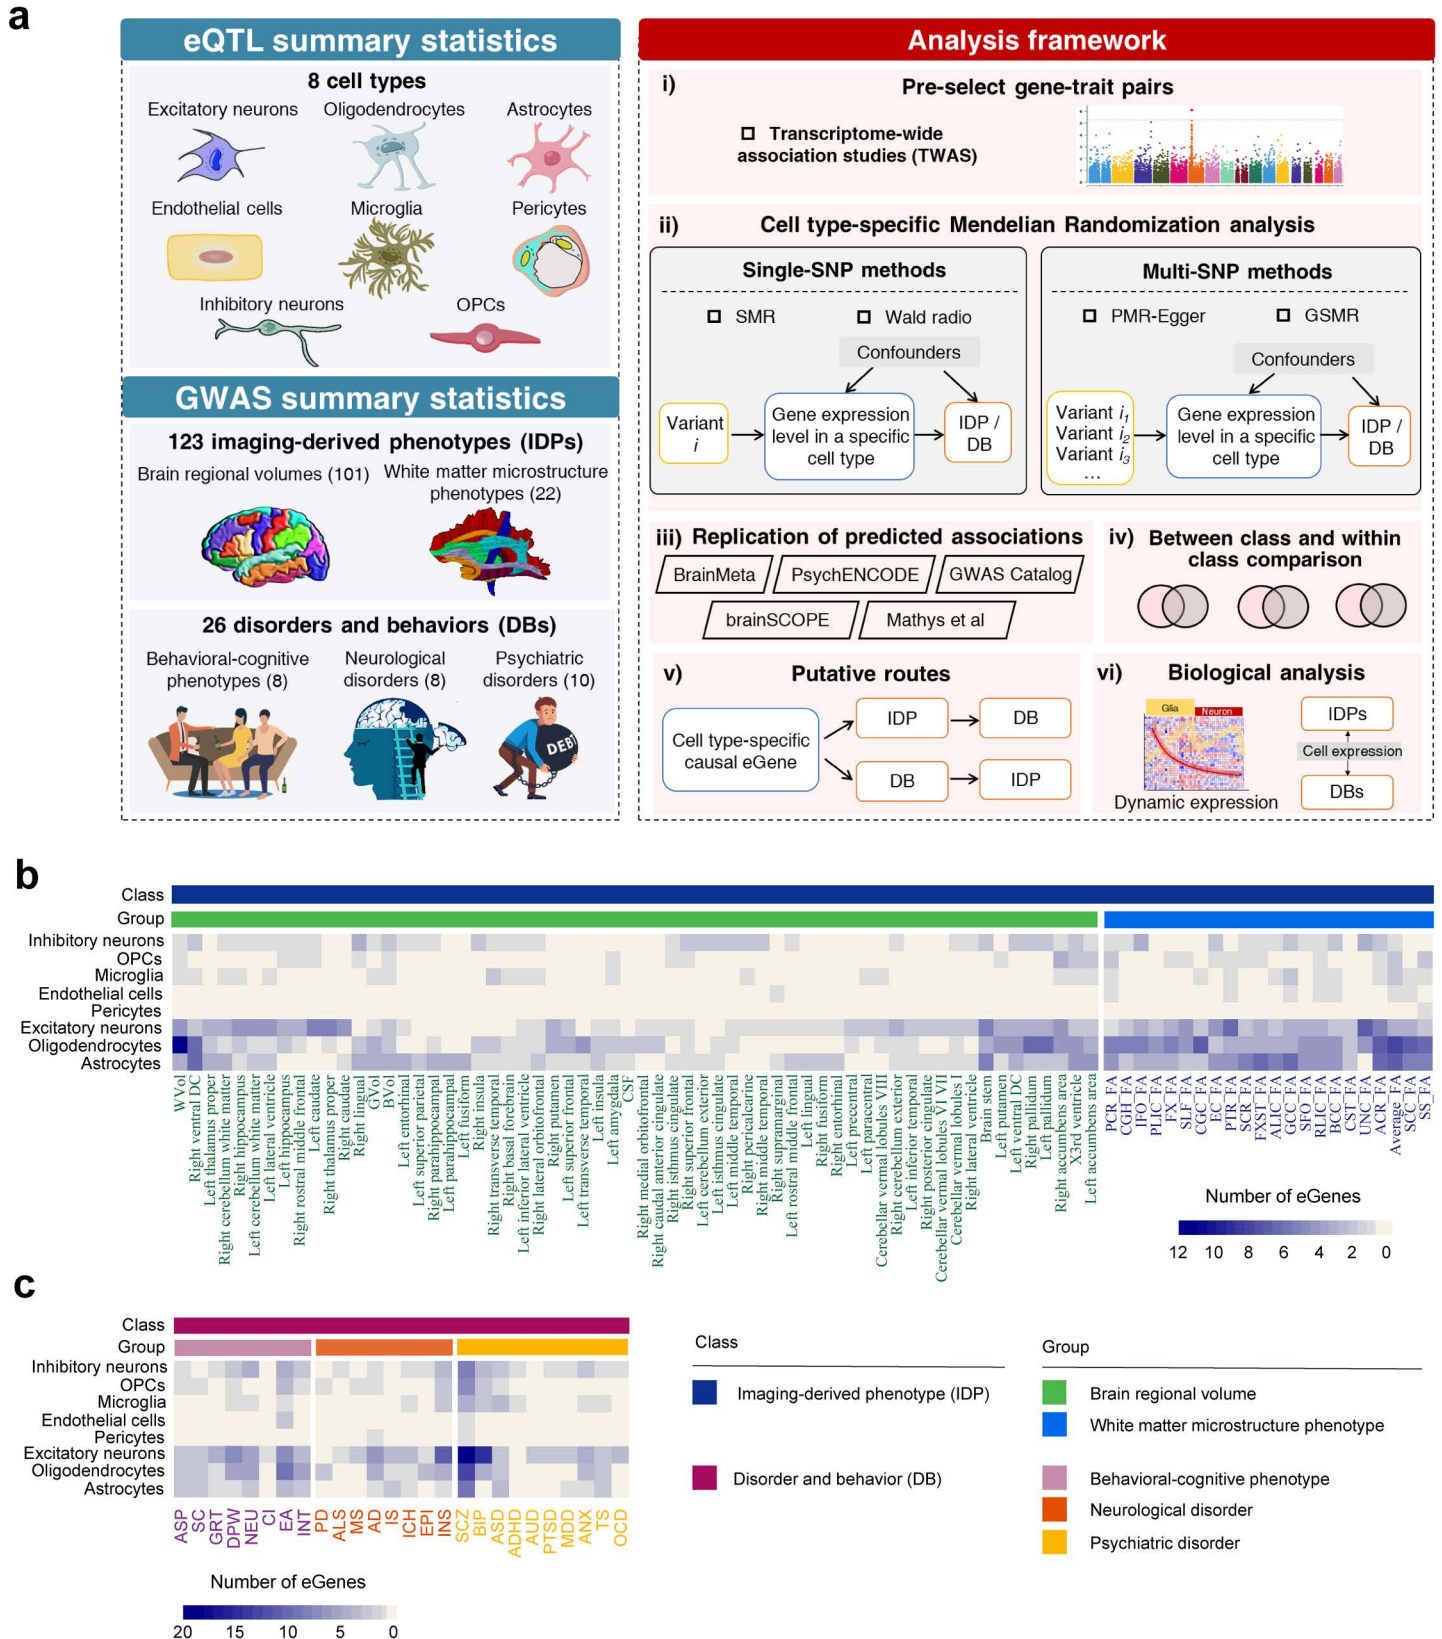 a
eQTL summary statistics
8 cell types
Excitatory neurons
Oligodendrocytes
Astrocytes
Endothelial cells
Microglia
Pericytes
Inhibitory neurons
OPCs
GWAS summary statistics
123 imaging-derived phenotypes (IDPs)
Brain regional volumes (101)
White matter microstructure
phenotypes (22)
26 disorders and behaviors (DBs)
Behavioral-cognitive
phenotypes (8)
Neurological
disorders (8)
Psychiatric
disorders (10)
DEBT
Analysis framework
i)
Pre-select gene-trait pairs
Transcriptome-wide
association studies (TWAS)
ii)
Cell type-specific Mendelian Randomization analysis
Single-SNP methods
SMR
Wald radio
Confounders
Variant
i
Gene expression
level in a specific
cell type
IDP /
DB
Multi-SNP methods
PMR-Egger
GSMR
Confounders
Variant i1
Variant i2
Variant i3
...
Gene expression
level in a specific
cell type
IDP /
DB
iii) Replication of predicted associations
BrainMeta
PsychENCODE
GWAS Catalog
brainSCOPE
Mathys et al
iv) Between class and within
class comparison
v)
Putative routes
Cell type-specific
causal eGene
IDP
DB
DB
IDP
vi)
Biological analysis
Glia
Neuron
Dynamic expression
IDPs
Cell expression
DBs
b
Class
Group
Inhibitory neurons
OPCs
Microglia
Endothelial cells
Pericytes
Excitatory neurons
Oligodendrocytes
Astrocytes
WVol
Right ventral DC
Left thalamus proper
Right cerebellum white matter
Right hippocampus
Left cerebellum white matter
Left lateral ventricle
Left hippocampus
Right rostral middle frontal
Left caudate
Right thalamus proper
Right caudate
Right lingual
GVol
BVol
Left entorhinal
Left superior parietal
Right parahippocampal
Left parahippocampal
Left fusiform
Right insula
Right transverse temporal
Right basal forebrain
Left inferior lateral ventricle
Right lateral orbitofrontal
Right putamen
Left superior frontal
Left transverse temporal
Left insula
Left amygdala
CSF
Right medial orbitofrontal
Right caudal anterior cingulate
Right isthmus cingulate
Right superior frontal
Left cerebellum exterior
Left isthmus cingulate
Left middle temporal
Right pericalcarine
Right middle temporal
Right supramarginal
Left rostral middle frontal
Left lingual
Right fusiform
Right entorhinal
Left precentral
Left paracentral
Cerebellar vermal lobules VIII
Right cerebellum exterior
Left inferior temporal
Right posterior cingulate
Cerebellar vermal lobules VI VII
Cerebellar vermal lobules I
Right lateral ventricle
Brain stem
Left putamen
Left ventral DC
Right pallidum
Left pallidum
Right accumbens area
X3rd ventricle
Left accumbens area
PCR_FA
CGH_FA
IFO_FA
PLIC_FA
FX_FA
SLF_FA
CGC_FA
EC_FA
PTR_FA
SCR_FA
FXST_FA
ALIC_FA
GCC_FA
SFO_FA
RLIC_FA
BCC_FA
CST_FA
UNC_FA
ACR_FA
Average_FA
SCC_FA
SS_FA
Number of eGenes
12 10 8 6 4 2 0
c
Class
Group
Inhibitory neurons
OPCs
Microglia
Endothelial cells
Pericytes
Excitatory neurons
Oligodendrocytes
Astrocytes
ASP
SC
GRT
DPW
NEU
CI
EA
INT
PD
ALS
MS
AD
IS
ICH
EPI
INS
SCZ
BIP
ASD
ADHD
AUD
PTSD
MDD
ANX
TS
OCD
Number of eGenes
20 15 10 5 0
Class
Imaging-derived phenotype (IDP)
Disorder and behavior (DB)
Group
Brain regional volume
White matter microstructure phenotype
Behavioral-cognitive phenotype
Neurological disorder
Psychiatric disorder